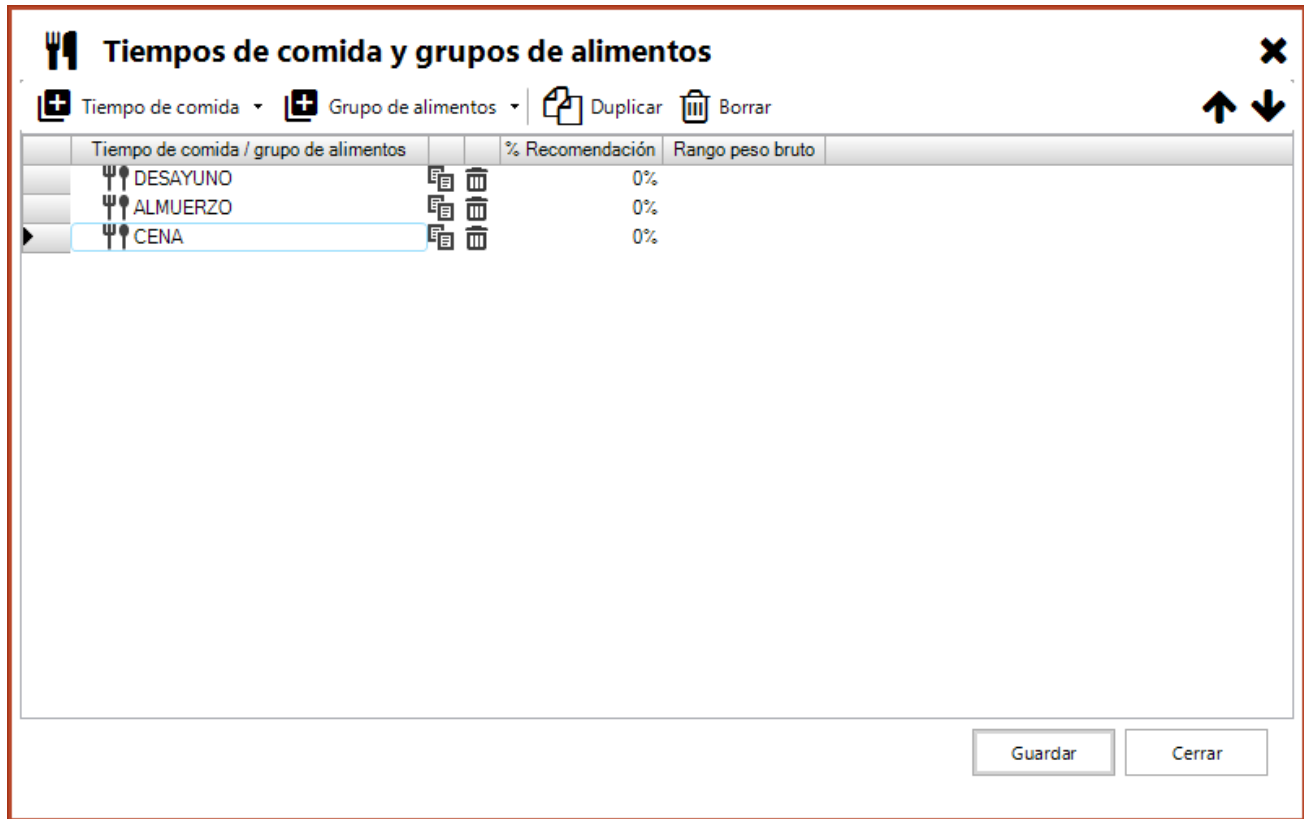 Tiempos de comida y grupos de alimentos
Tiempo de comida Grupo de alimentos Duplicar Borrar
Tiempo de comida / grupo de alimentos % Recomendación Rango peso bruto
DESAYUNO 0%
ALMUERZO 0%
CENA 0%
Guardar Cerrar